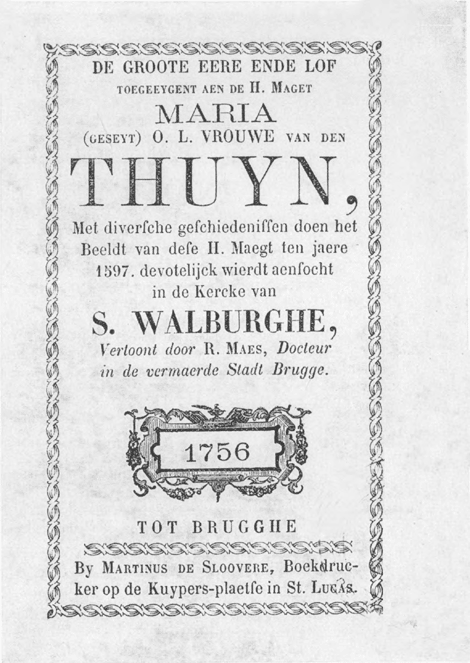 DE GROOTE EERE ENDE LOF
TOEGEEYGENT AEN DE H. MAGET
MARIA
(GESEYT) O. L. VROUWE VAN DEN
THUYN,
Met diversche geschiedenissen doen het
Beeldt van dese H. Maegt ten jaere
1597. devotelijck wierdt aensocht
in de Kercke van
S. WALBURGHE,
Vertoont door R. MAES, Docteur
in de vermaerde Stadt Brugge.
1756
TOT BRUGGHE
By MARTINUS DE SLOOVERE, Boekdruc-
ker op de Kuypers-plaetse in St. LUCAS.